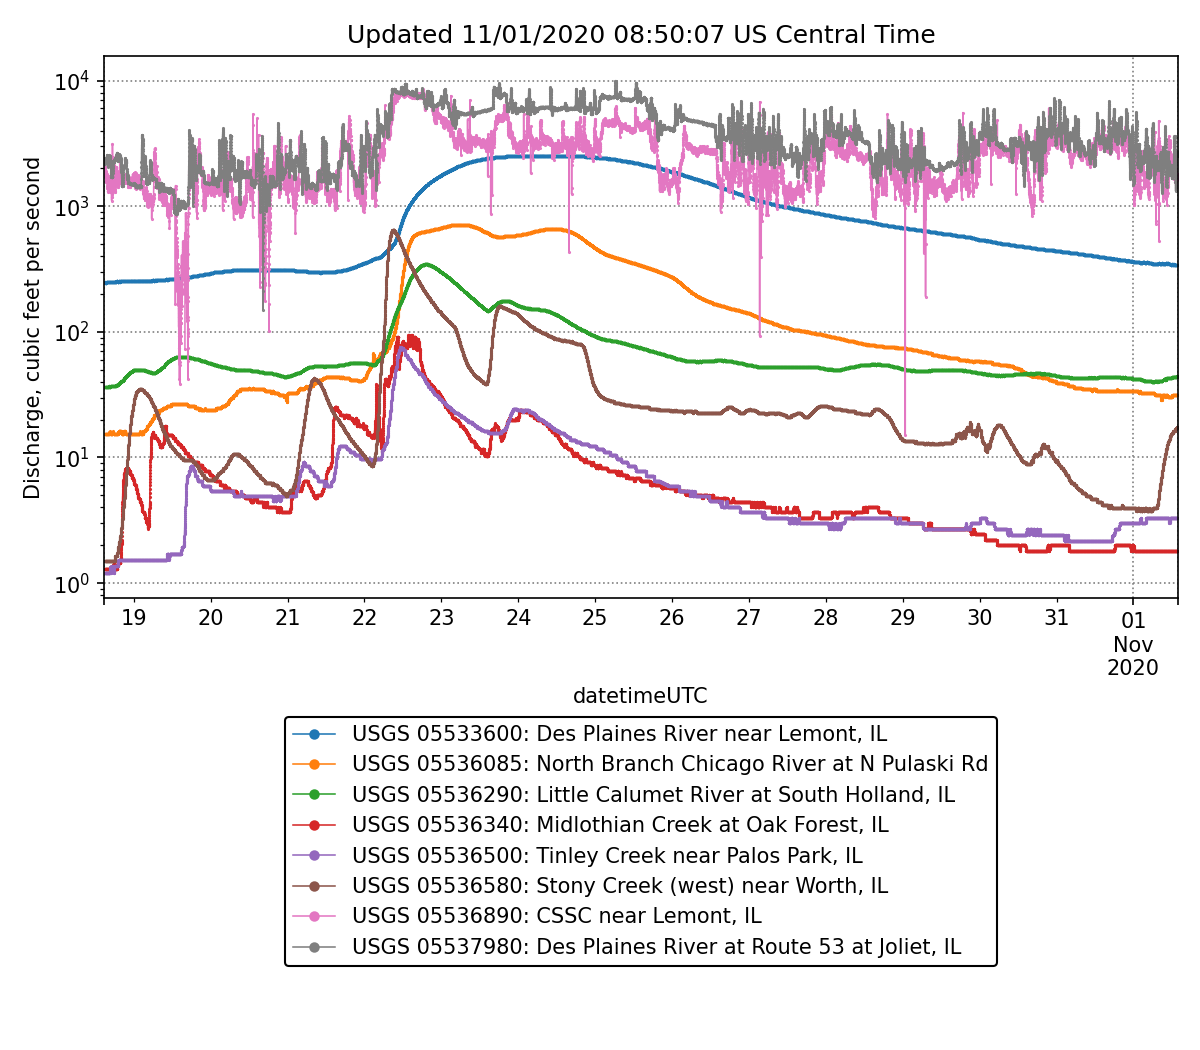 Updated 11/01/2020 08:50:07 US Central Time
Discharge, cubic feet per second
10^4
10^3
10^2
10^1
10^0
19 20 21 22 23 24 25 26 27 28 29 30 31 01
Nov
2020
datetimeUTC
USGS 05533600: Des Plaines River near Lemont, IL
USGS 05536085: North Branch Chicago River at N Pulaski Rd
USGS 05536290: Little Calumet River at South Holland, IL
USGS 05536340: Midlothian Creek at Oak Forest, IL
USGS 05536500: Tinley Creek near Palos Park, IL
USGS 05536580: Stony Creek (west) near Worth, IL
USGS 05536890: CSSC near Lemont, IL
USGS 05537980: Des Plaines River at Route 53 at Joliet, IL